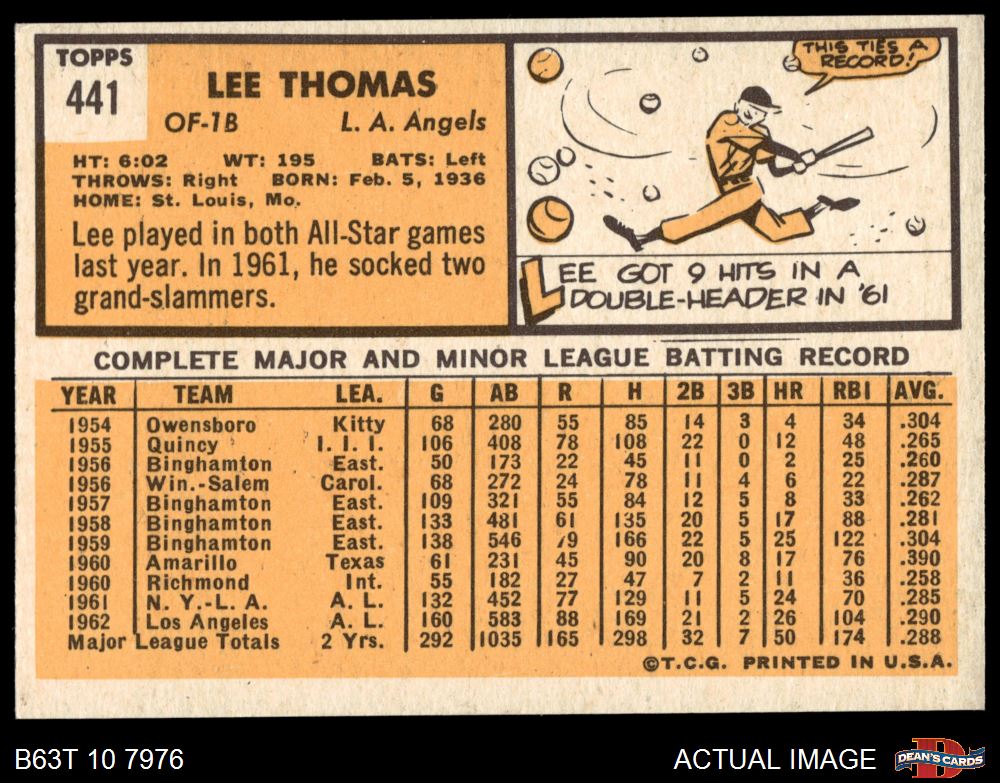 TOPPS
441
LEE THOMAS
OF-1B L. A. Angels
HT: 6:02 WT: 195 BATS: Left
THROWS: Right BORN: Feb. 5, 1936
HOME: St. Louis, Mo.
Lee played in both All-Star games
last year. In 1961, he socked two
grand-slammers.
THIS TIES A
RECORD!
LEE GOT 9 HITS IN A
DOUBLE-HEADER IN '61
COMPLETE MAJOR AND MINOR LEAGUE BATTING RECORD
YEAR TEAM LEA. G AB R H 2B 3B HR RBI AVG.
1954 Owensboro Kitty 68 280 55 85 14 3 4 34 .304
1955 Quincy I. I. I. 106 408 78 108 22 0 12 48 .265
1956 Binghamton East. 50 173 22 45 11 0 2 25 .260
1956 Win.-Salem Carol. 68 272 24 78 11 4 6 22 .287
1957 Binghamton East. 109 321 55 84 12 5 8 33 .262
1958 Binghamton East. 133 481 61 135 20 5 17 88 .281
1959 Binghamton East. 138 546 79 166 22 5 25 122 .304
1960 Amarillo Texas 61 231 45 90 20 8 17 76 .390
1960 Richmond Int. 55 182 27 47 7 2 11 36 .258
1961 N. Y.-L. A. A. L. 132 452 77 129 11 5 24 70 .285
1962 Los Angeles A. L. 160 583 88 169 21 2 26 104 .290
Major League Totals 2 Yrs. 292 1035 165 298 32 7 50 174 .288
©T.C.G. PRINTED IN U.S.A.
B63T 10 7976 ACTUAL IMAGE
D
DEAN'S CARDS